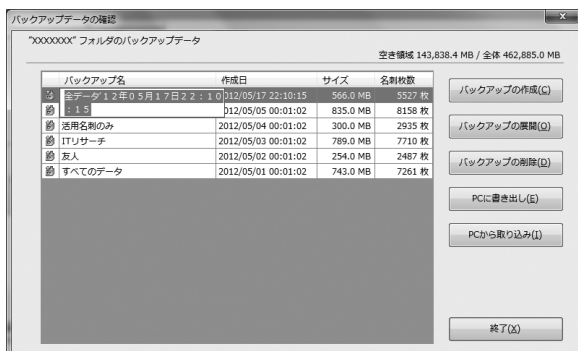 バックアップデータの確認
"XXXXXXX" フォルダのバックアップデータ
空き領域 143,838.4 MB / 全体 462,885.0 MB
バックアップ名 作成日 サイズ 名刺枚数
全データ'12年05月17日22:10:15 2012/05/17 22:10:15 566.0 MB 5527 枚
2012/05/05 00:01:02 835.0 MB 8158 枚
活用名刺のみ 2012/05/04 00:01:02 300.0 MB 2935 枚
ITリサーチ 2012/05/03 00:01:02 789.0 MB 7710 枚
友人 2012/05/02 00:01:02 254.0 MB 2487 枚
すべてのデータ 2012/05/01 00:01:02 743.0 MB 7261 枚
バックアップの作成(C)
バックアップの展開(O)
バックアップの削除(D)
PCに書き出し(E)
PCから取り込み(I)
終了(X)